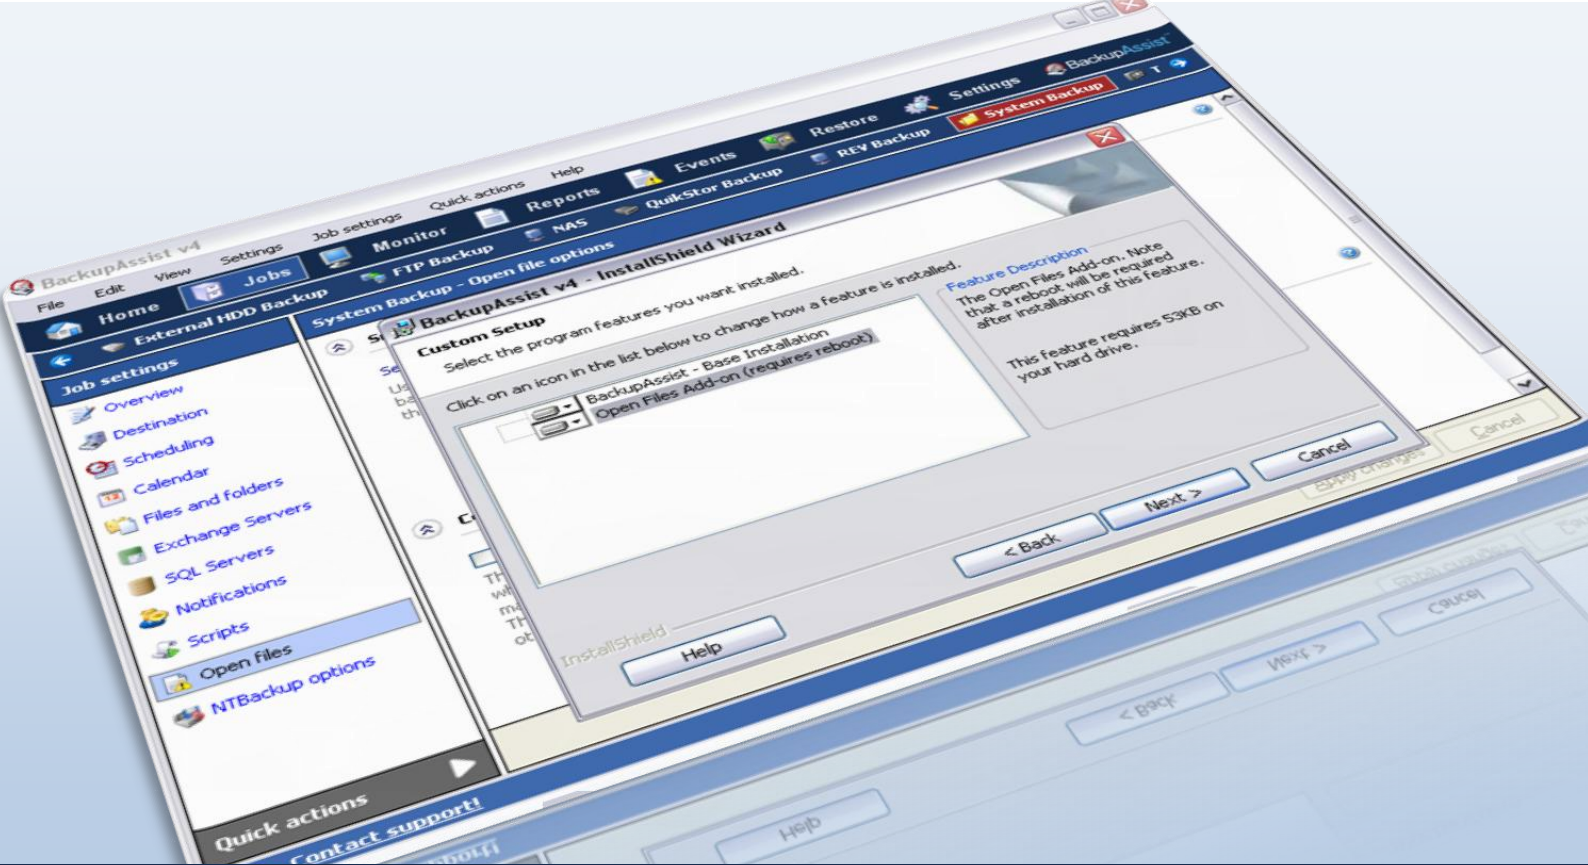 BackupAssist v4
File Edit View Settings Job settings Quick actions Help
Home Jobs Monitor Reports Events Restore Settings BackupAssist
External HDD Backup FTP Backup NAS QuikStor Backup REV Backup System Backup T
Job settings
Overview
Destination
Scheduling
Calendar
Files and folders
Exchange Servers
SQL Servers
Notifications
Scripts
Open files
NTBackup options
Quick actions
Contact support!
System Backup - Open file options
BackupAssist v4 - InstallShield Wizard
Custom Setup
Select the program features you want installed.
Click on an icon in the list below to change how a feature is installed.
BackupAssist - Base Installation
Open Files Add-on (requires reboot)
Feature Description
The Open Files Add-on. Note
that a reboot will be required
after installation of this feature.
This feature requires 53KB on
your hard drive.
InstallShield
Help
< Back
Next >
Cancel
Apply changes
Cancel